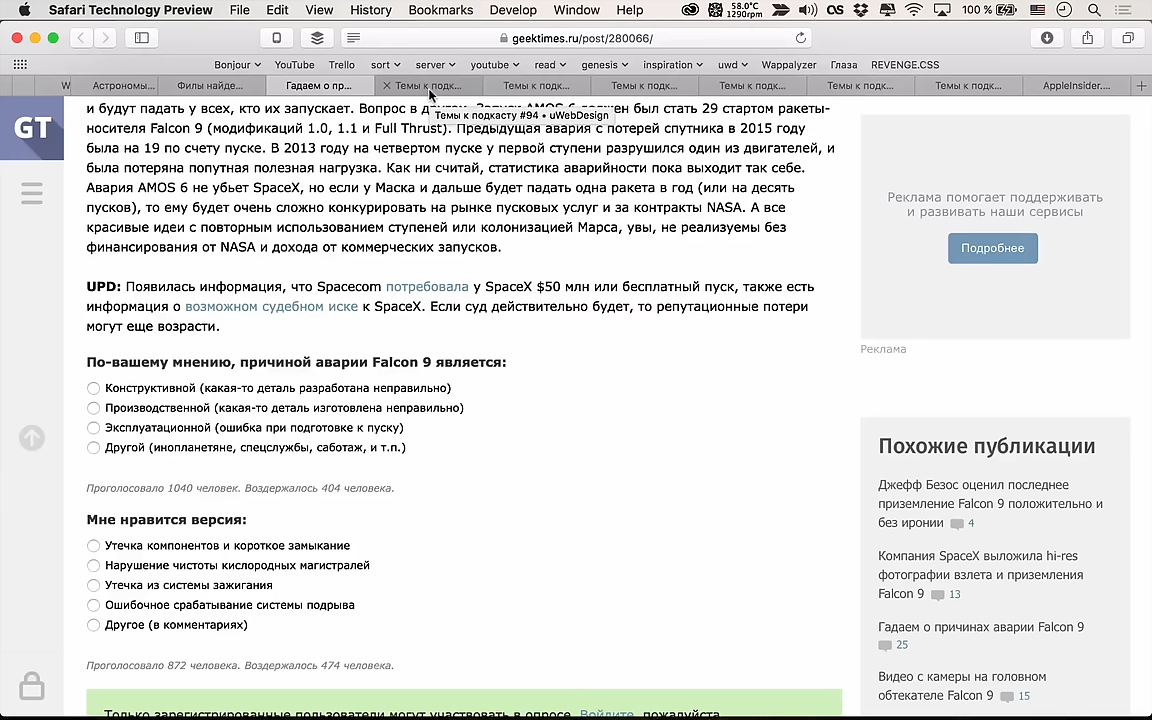 Safari Technology Preview File Edit View History Bookmarks Develop Window Help 58.0°C 1290rpm 100 %
geektimes.ru/post/280066/
Bonjour YouTube Trello sort server youtube read genesis inspiration uwd Wappalyzer Глаза REVENGE.CSS
W Астрономы... Филы найде... Гадаем о пр... Темы к подк... Темы к подк... Темы к подк... Темы к подк... Темы к подк... Темы к подк... AppleInsider....
Темы к подкасту #94 • uWebDesign
GT
и будут падать у всех, кто их запускает. Вопрос в AMOS 6 должен был стать 29 стартом ракеты-
носителя Falcon 9 (модификаций 1.0, 1.1 и Full Thrust). Предыдущая авария с потерей спутника в 2015 году
была на 19 по счету пуске. В 2013 году на четвертом пуске у первой ступени разрушился один из двигателей, и
была потеряна попутная полезная нагрузка. Как ни считай, статистика аварийности пока выходит так себе.
Авария AMOS 6 не убьет SpaceX, но если у Маска и дальше будет падать одна ракета в год (или на десять
пусков), то ему будет очень сложно конкурировать на рынке пусковых услуг и за контракты NASA. А все
красивые идеи с повторным использованием ступеней или колонизацией Марса, увы, не реализуемы без
финансирования от NASA и дохода от коммерческих запусков.
UPD: Появилась информация, что Spacecom потребовала у SpaceX $50 млн или бесплатный пуск, также есть
информация о возможном судебном иске к SpaceX. Если суд действительно будет, то репутационные потери
могут еще возрасти.
По-вашему мнению, причиной аварии Falcon 9 является:
Конструктивной (какая-то деталь разработана неправильно)
Производственной (какая-то деталь изготовлена неправильно)
Эксплуатационной (ошибка при подготовке к пуску)
Другой (инопланетяне, спецслужбы, саботаж, и т.п.)
Проголосовало 1040 человек. Воздержалось 404 человека.
Мне нравится версия:
Утечка компонентов и короткое замыкание
Нарушение чистоты кислородных магистралей
Утечка из системы зажигания
Ошибочное срабатывание системы подрыва
Другое (в комментариях)
Проголосовало 872 человека. Воздержалось 474 человека.
Только зарегистрированные пользователи могут участвовать в опросе. Войдите, пожалуйста.
Реклама помогает поддерживать
и развивать наши сервисы
Подробнее
Реклама
Похожие публикации
Джефф Безос оценил последнее
приземление Falcon 9 положительно и
без иронии 4
Компания SpaceX выложила hi-res
фотографии взлета и приземления
Falcon 9 13
Гадаем о причинах аварии Falcon 9
25
Видео с камеры на головном
обтекателе Falcon 9 15